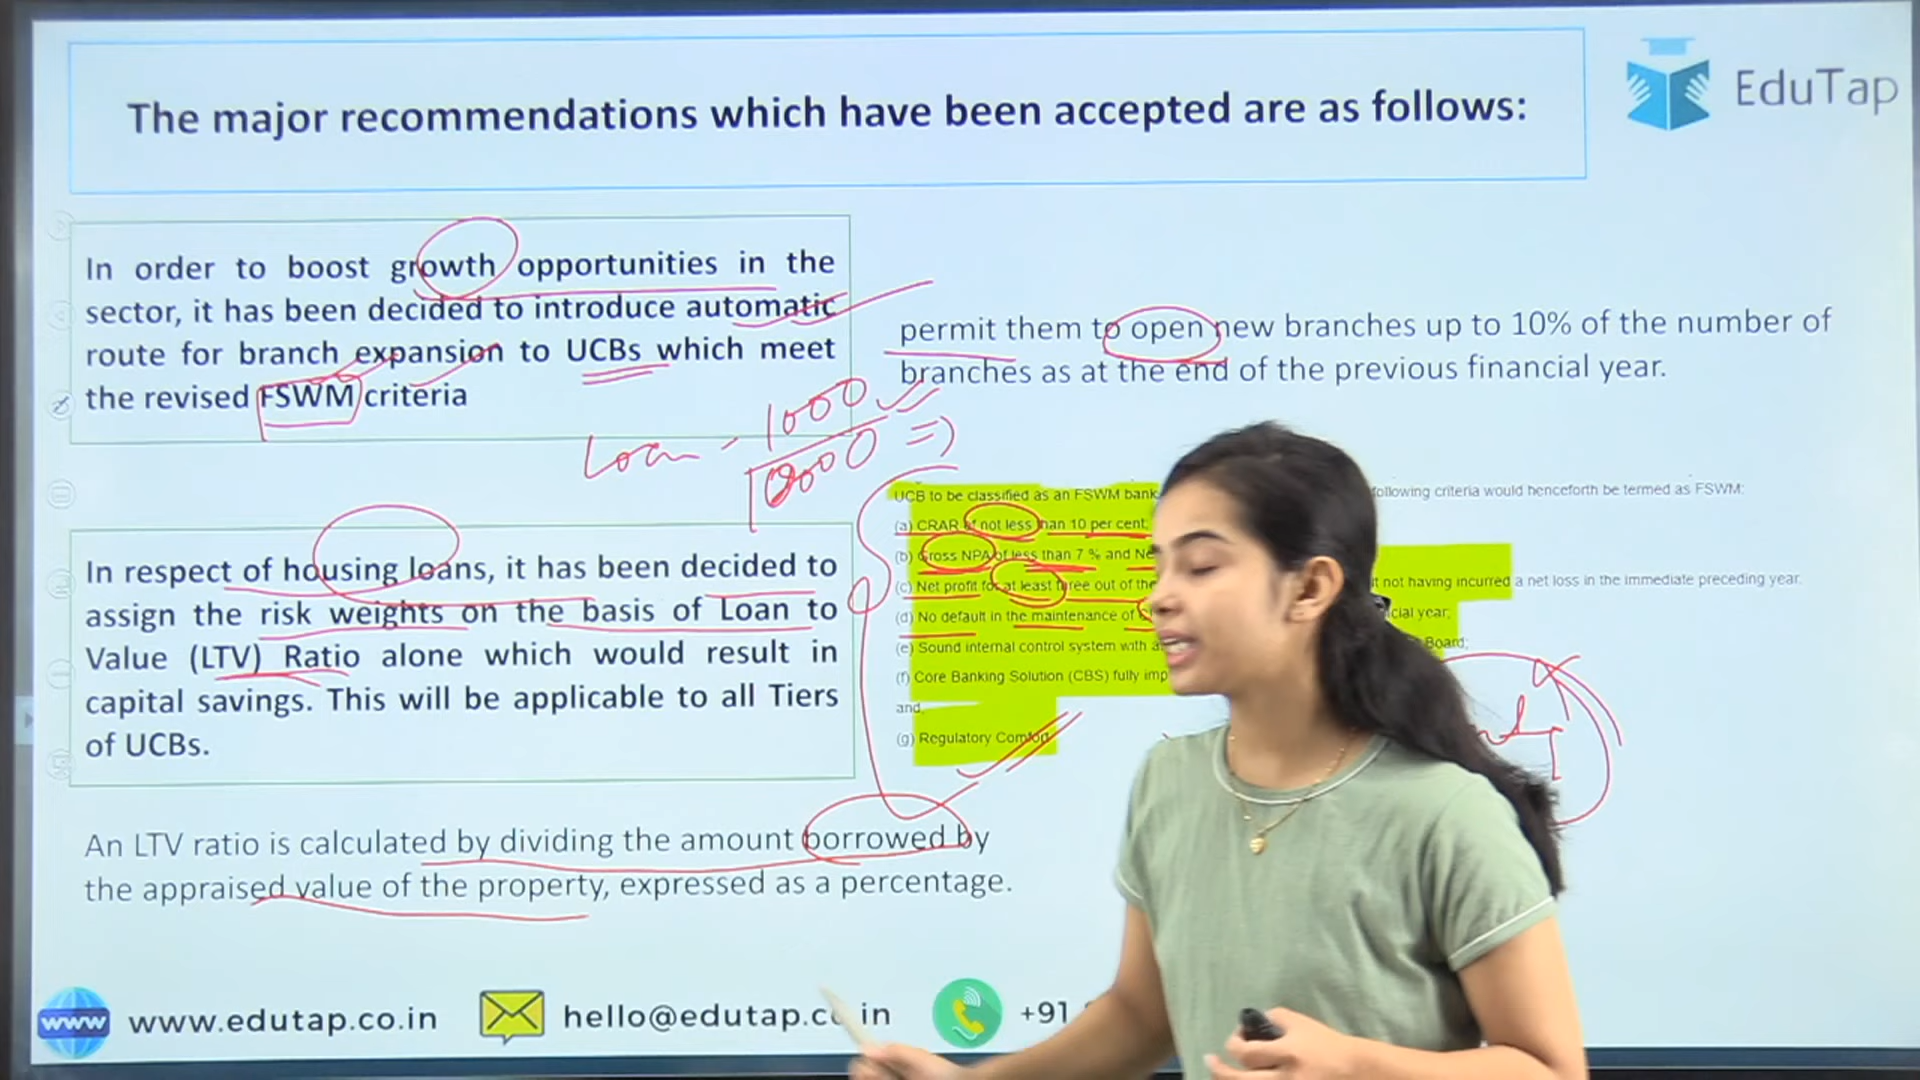 The major recommendations which have been accepted are as follows:
EduTap
In order to boost growth opportunities in the
sector, it has been decided to introduce automatic
route for branch expansion to UCBs which meet
the revised FSWM criteria
permit them to open new branches up to 10% of the number of
branches as at the end of the previous financial year.
Loan - 1000
In respect of housing loans, it has been decided to
assign the risk weights on the basis of Loan to
Value (LTV) Ratio alone which would result in
capital savings. This will be applicable to all Tiers
of UCBs.
UCB to be classified as an FSWM bank following criteria would henceforth be termed as FSWM:
(a) CRAR of not less than 10 per cent
(b) Gross NPA of less than 7 % and
(c) Net profit for at least three out of the not having incurred a net loss in the immediate preceding year.
(d) No default in the maintenance of year;
(e) Sound internal control system with Board;
(f) Core Banking Solution (CBS) fully
and
(g) Regulatory Comfort
An LTV ratio is calculated by dividing the amount borrowed by
the appraised value of the property, expressed as a percentage.
www
www.edutap.co.in
hello@edutap.co in
+91